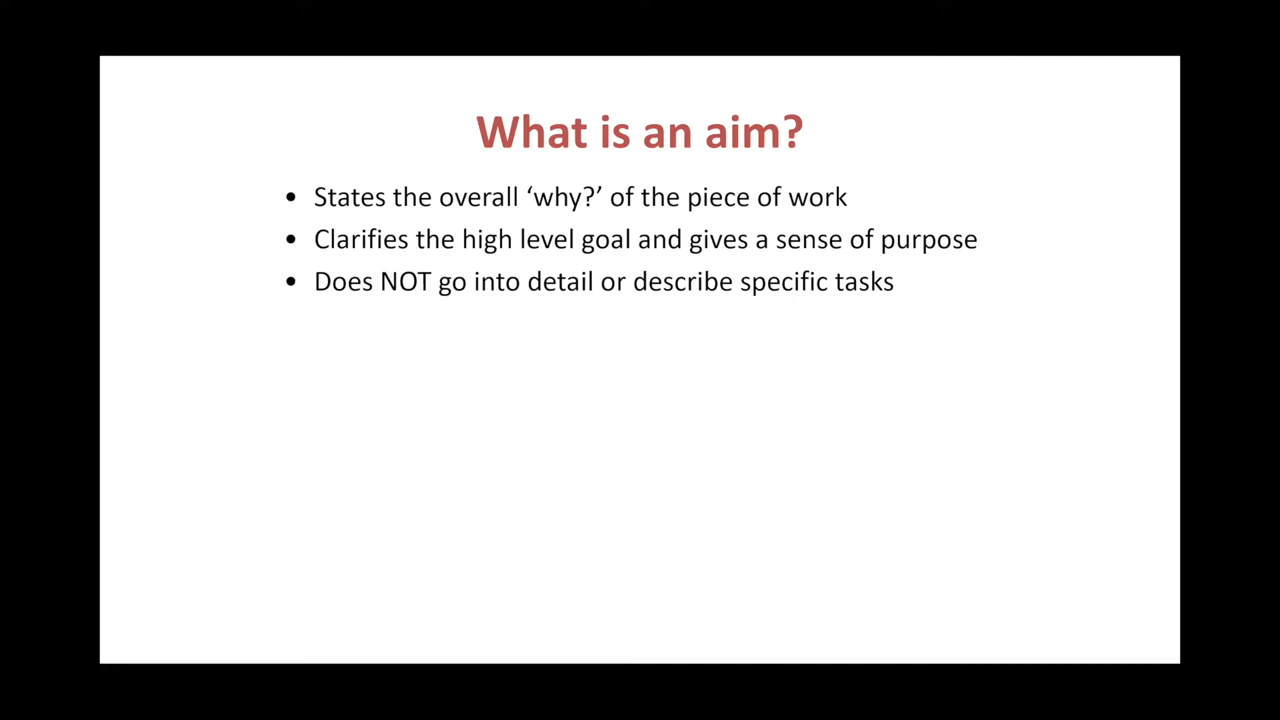 What is an aim?
• States the overall ‘why?’ of the piece of work
• Clarifies the high level goal and gives a sense of purpose
• Does NOT go into detail or describe specific tasks